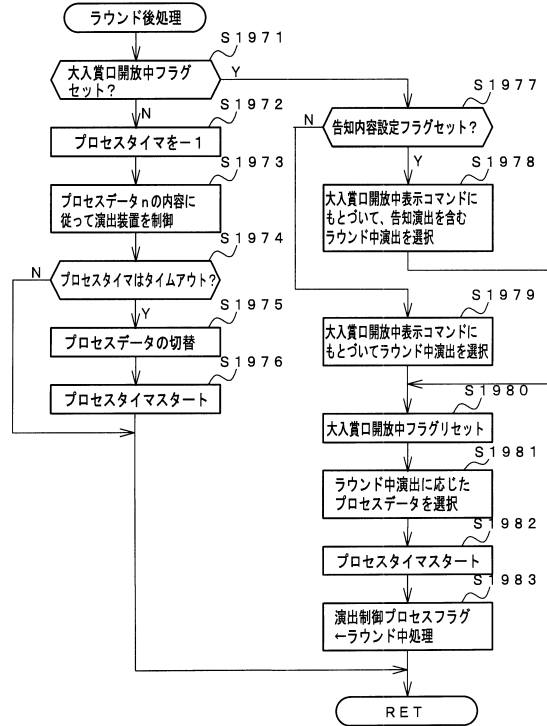 ラウンド後処理
S1971
大入賞口開放中フラグ
セット?
Y
N
S1972
プロセスタイマを－1
S1973
プロセスデータnの内容に
従って演出装置を制御
S1974
N
プロセスタイマはタイムアウト?
Y
S1975
プロセスデータの切替
S1976
プロセスタイマスタート
S1977
N
告知内容設定フラグセット?
Y
S1978
大入賞口開放中表示コマンドに
もとづいて、告知演出を含む
ラウンド中演出を選択
S1979
大入賞口開放中表示コマンドに
もとづいてラウンド中演出を選択
S1980
大入賞口開放中フラグリセット
S1981
ラウンド中演出に応じた
プロセスデータを選択
S1982
プロセスタイマスタート
S1983
演出制御プロセスフラグ
←ラウンド中処理
RET